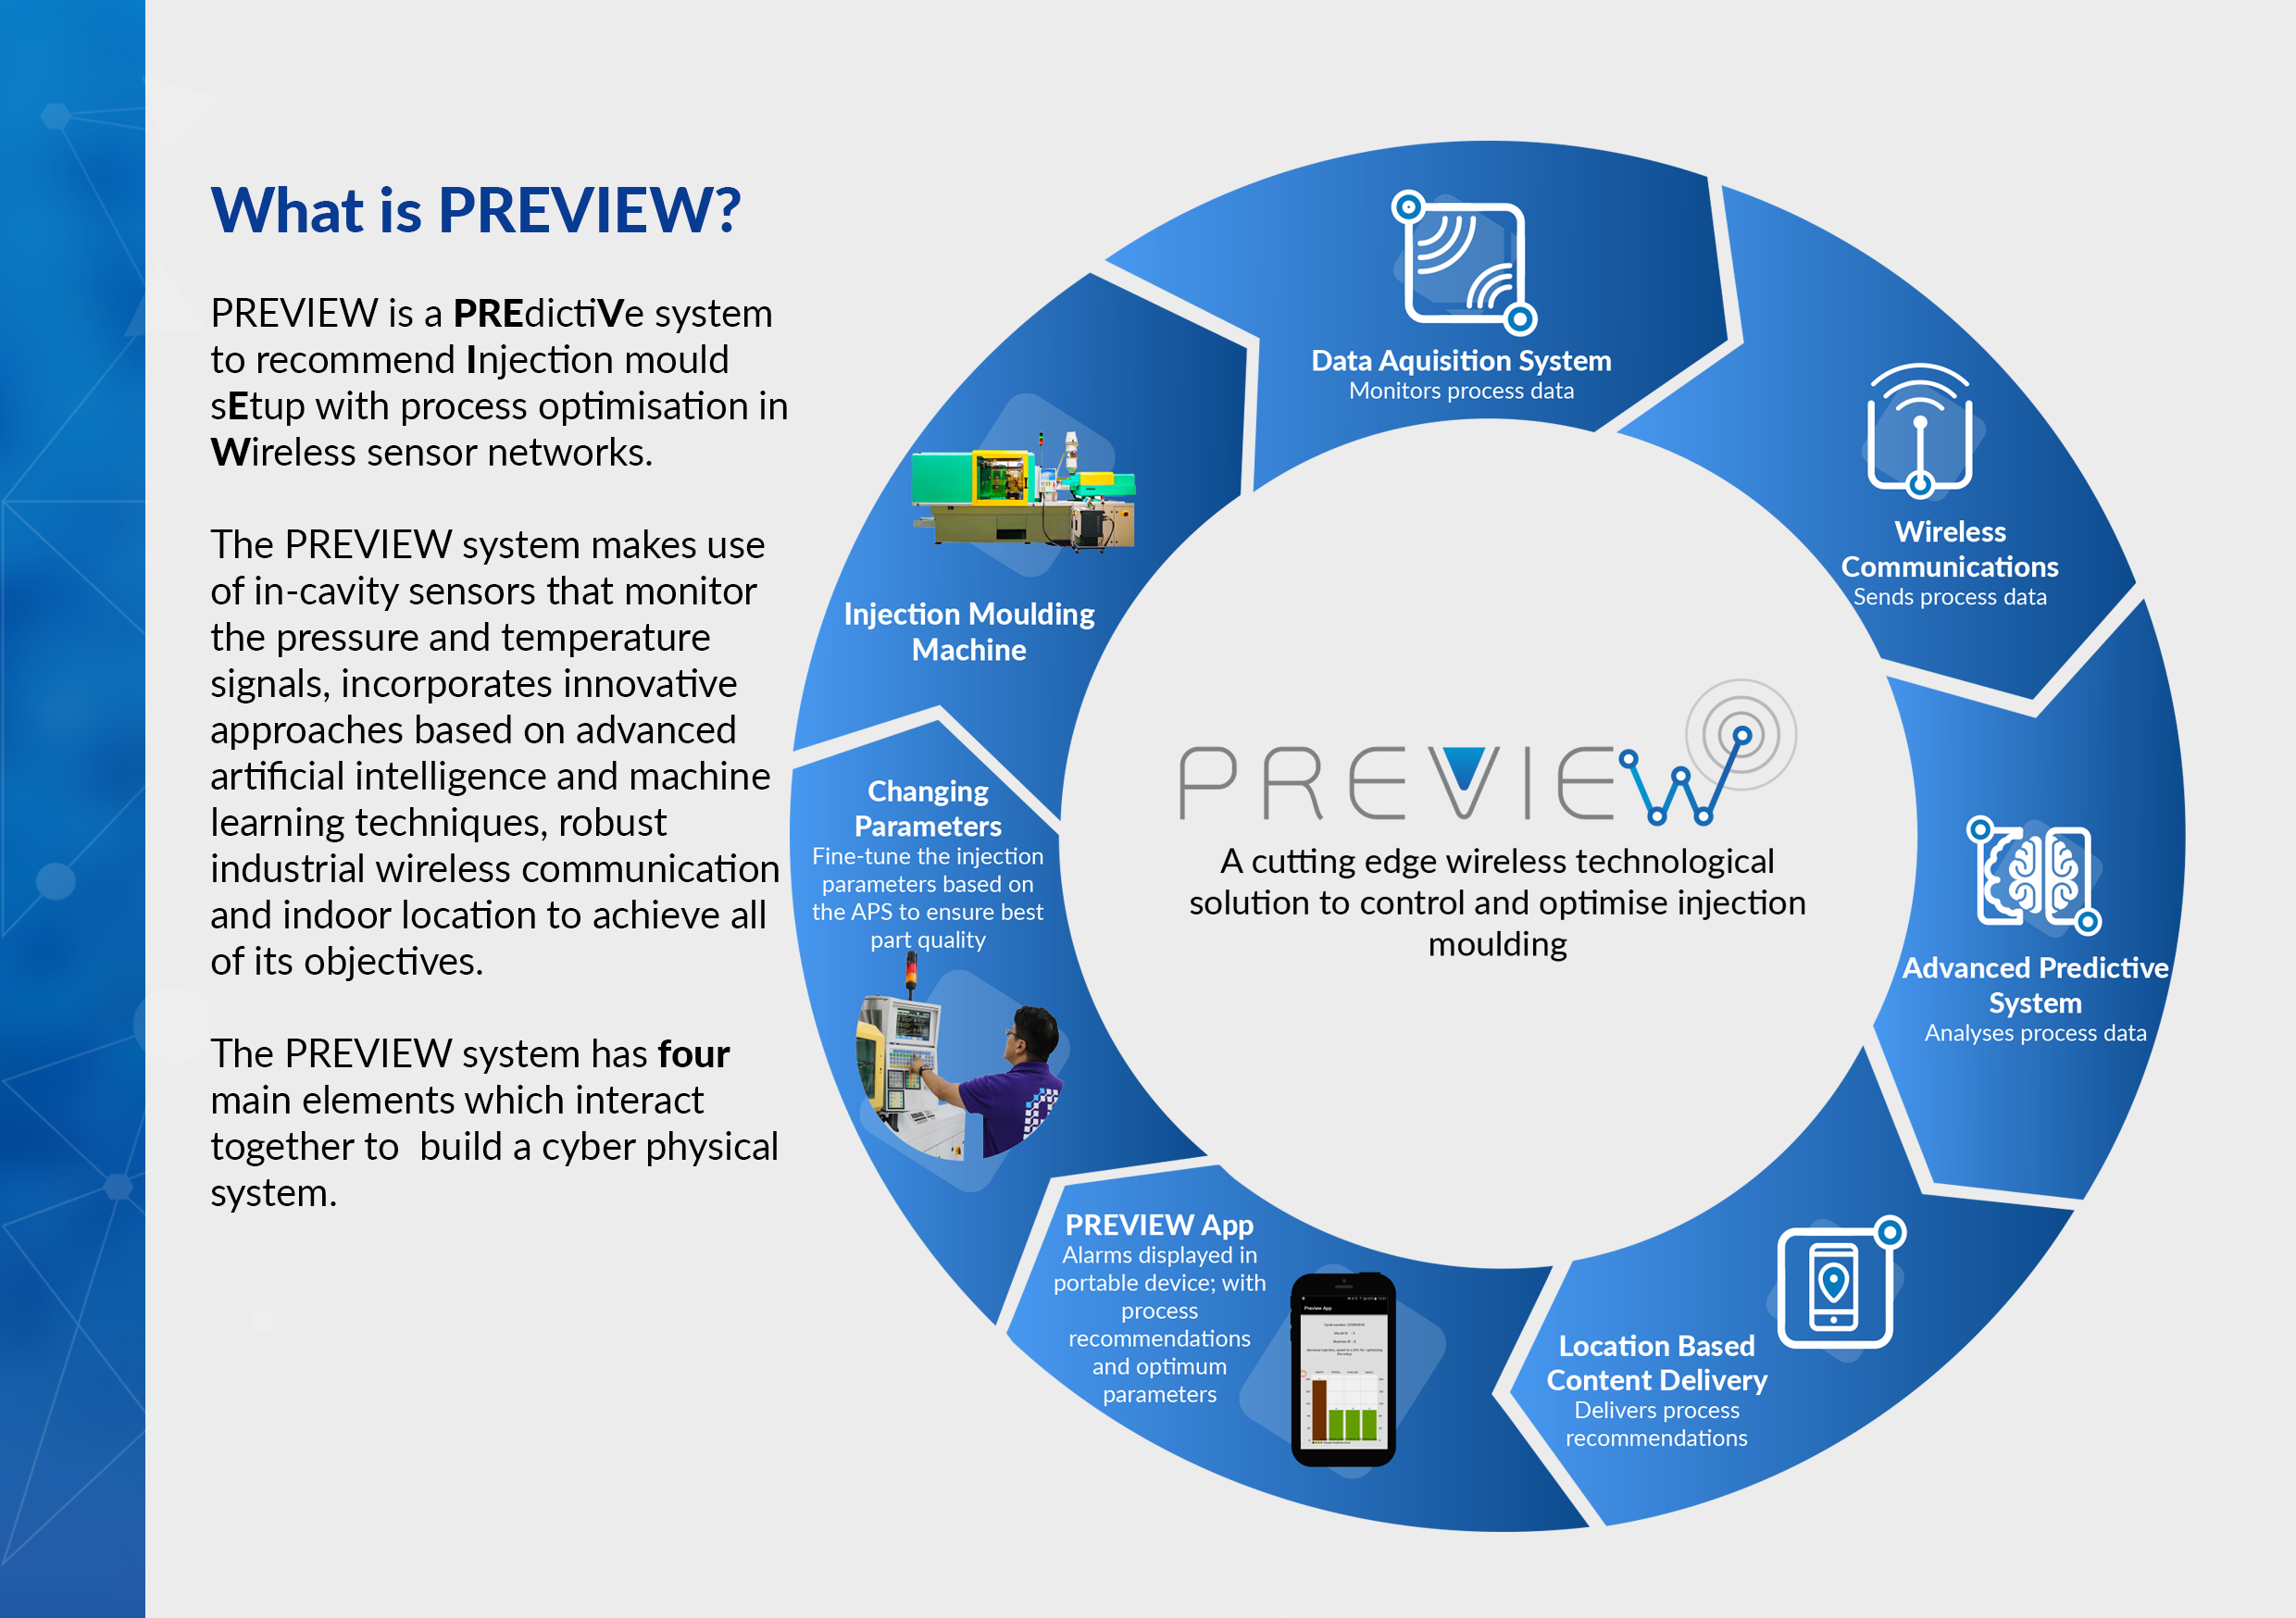 What is PREVIEW?
PREVIEW is a PREdictiVe system
to recommend Injection mould
sEtup with process optimisation in
Wireless sensor networks.
The PREVIEW system makes use
of in-cavity sensors that monitor
the pressure and temperature
signals, incorporates innovative
approaches based on advanced
artificial intelligence and machine
learning techniques, robust
industrial wireless communication
and indoor location to achieve all
of its objectives.
The PREVIEW system has four
main elements which interact
together to  build a cyber physical
system.
Data Aquisition System
Monitors process data
Wireless
Communications
Sends process data
Advanced Predictive
System
Analyses process data
Location Based
Content Delivery
Delivers process
recommendations
PREVIEW App
Alarms displayed in
portable device; with
process
recommendations
and optimum
parameters
Preview App
Changing
Parameters
Fine-tune the injection
parameters based on
the APS to ensure best
part quality
Injection Moulding
Machine
PREVIEW
A cutting edge wireless technological
solution to control and optimise injection
moulding